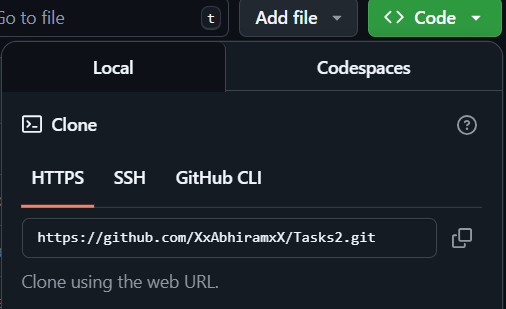 Go to file t Add file <> Code
Local Codespaces
Clone
HTTPS SSH GitHub CLI
https://github.com/XxAbhiramxX/Tasks2.git
Clone using the web URL.